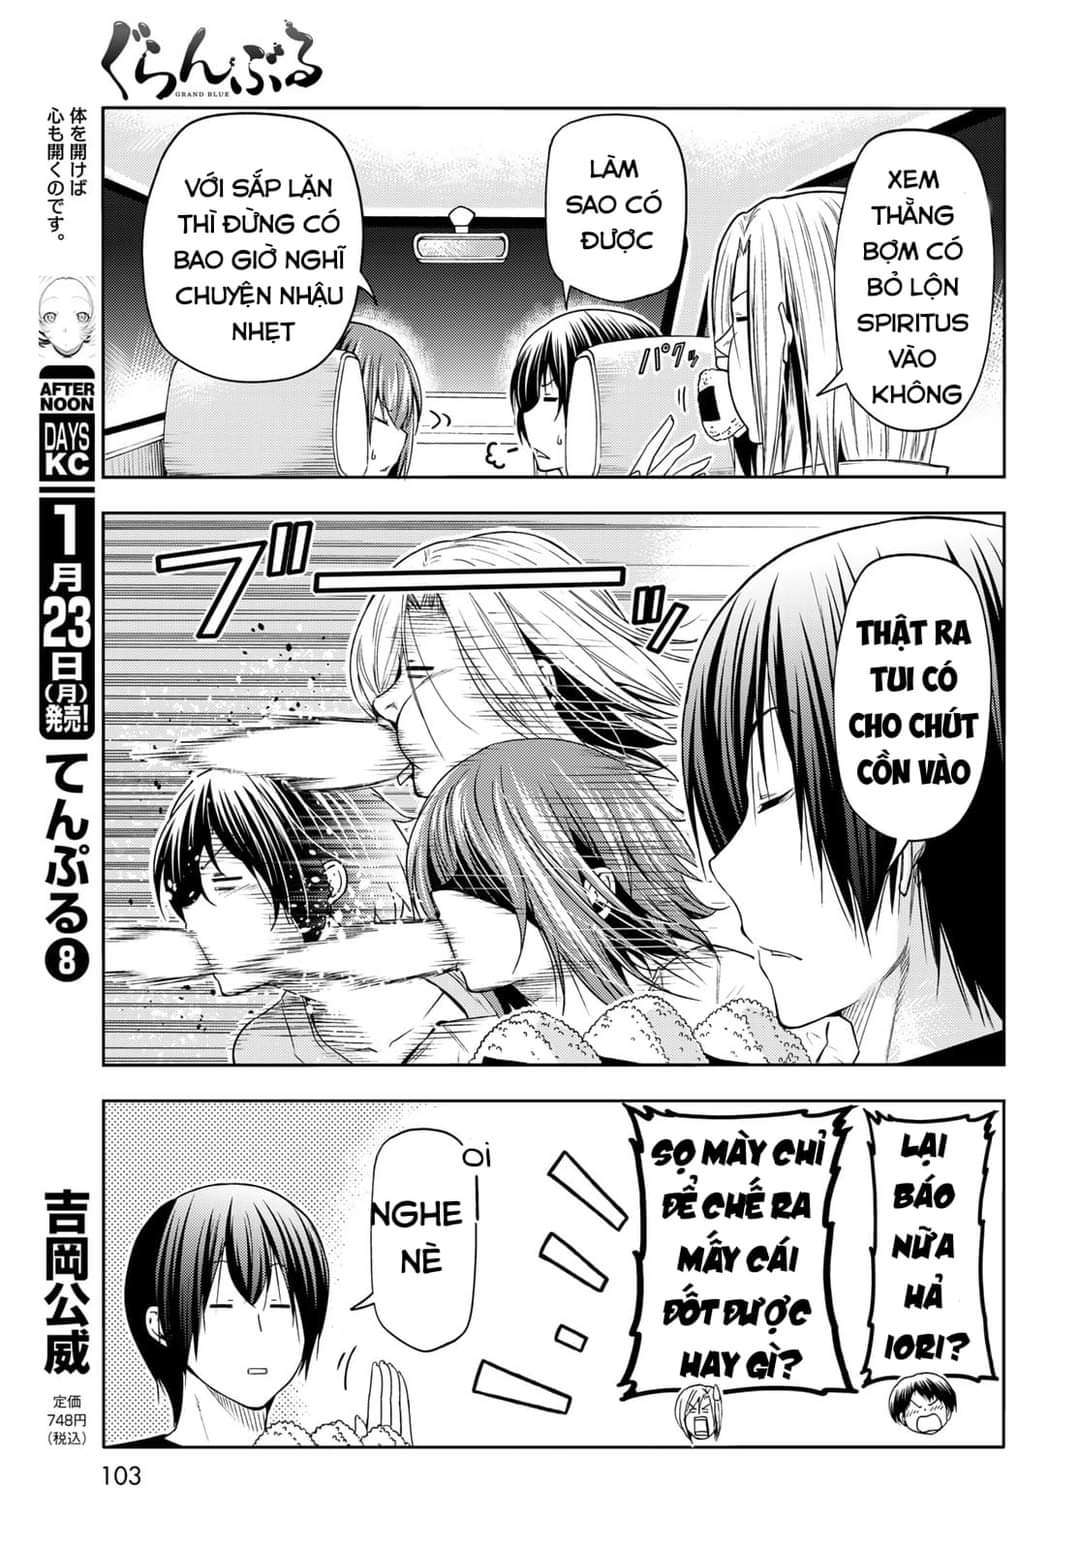 ぐらんぶる
GRAND BLUE
体を開けば
心も開くのです。
AFTER
NOON
DAYS
KC
1
月
23
日
(月)
発売!
てんぷる
8
吉岡公威
定価
748円
(税込)
XEM
THẰNG
BỢM CÓ
BỎ LỘN
SPIRITUS
VÀO
KHÔNG
LÀM
SAO CÓ
ĐƯỢC
VỚI SẮP LẶN
THÌ ĐỪNG CÓ
BAO GIỜ NGHĨ
CHUYỆN NHẬU
NHẸT
パクッ
THẬT RA
TUI CÓ
CHO CHÚT
CỒN VÀO
ブーッ
LẠI
BÁO
NỮA
HẢ
IORI?
SỌ MÀY CHỈ
ĐỂ CHẾ RA
MẤY CÁI
ĐỐT ĐƯỢC
HAY GÌ?
OI
NGHE
NÈ
103